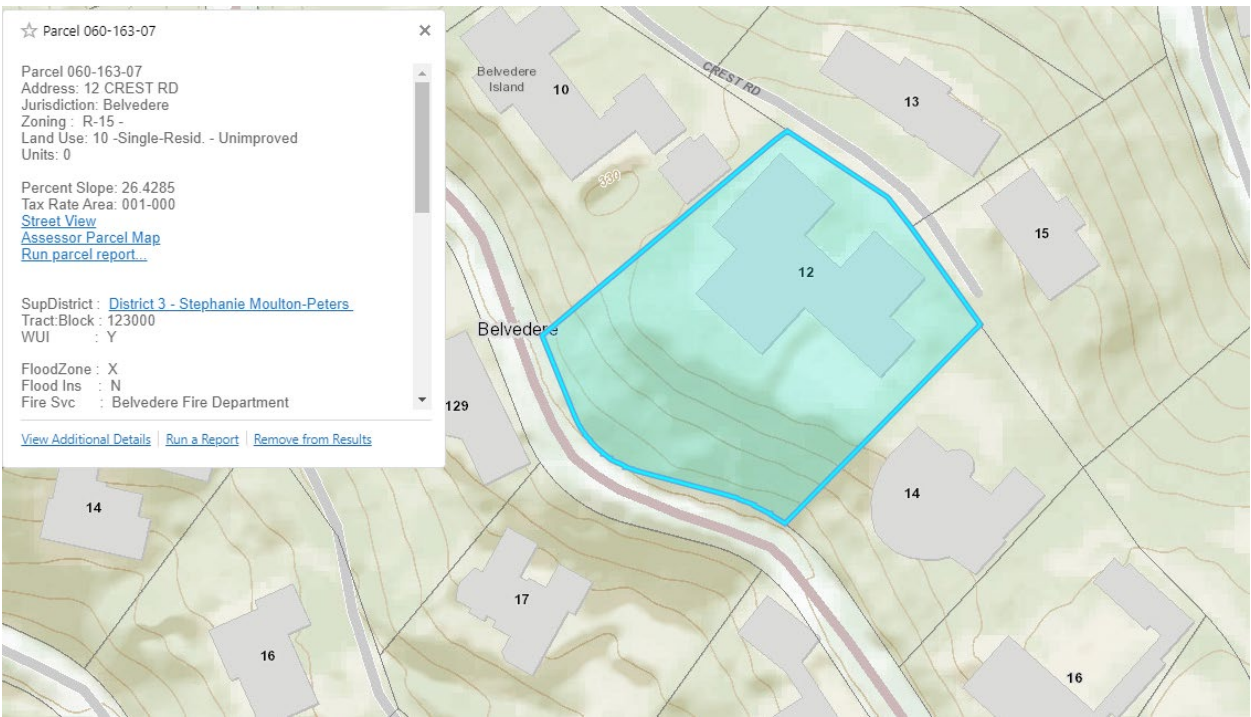 Parcel 060-163-07
Parcel 060-163-07
Address: 12 CREST RD
Jurisdiction: Belvedere
Zoning : R-15 -
Land Use: 10 -Single-Resid. - Unimproved
Units: 0
Percent Slope: 26.4285
Tax Rate Area: 001-000
Street View
Assessor Parcel Map
Run parcel report...
SupDistrict : District 3 - Stephanie Moulton-Peters
Tract:Block : 123000
WUI : Y
FloodZone : X
Flood Ins : N
Fire Svc : Belvedere Fire Department
View Additional Details | Run a Report | Remove from Results
Belvedere
Island
10
CREST RD
13
330
15
12
Belvedere
129
14
14
17
16
16